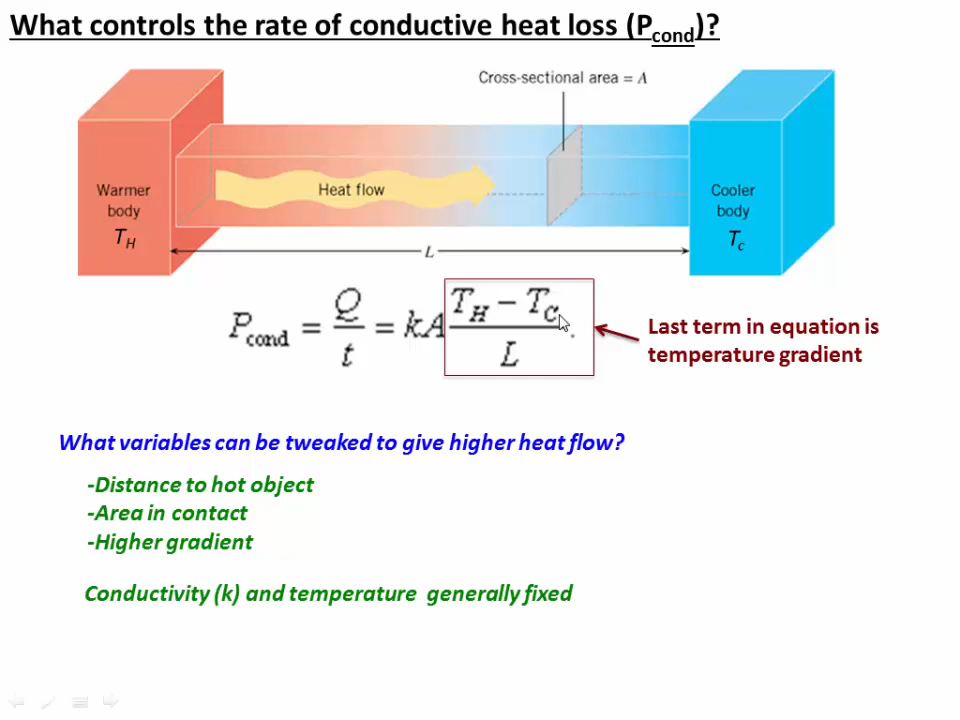 What controls the rate of conductive heat loss (Pcond)?
Cross-sectional area = A
Warmer
body
TH
Heat flow
Cooler
body
Tc
L
Pcond = Q/t = kA (TH − TC)/L .
Last term in equation is
temperature gradient
What variables can be tweaked to give higher heat flow?
-Distance to hot object
-Area in contact
-Higher gradient
Conductivity (k) and temperature generally fixed